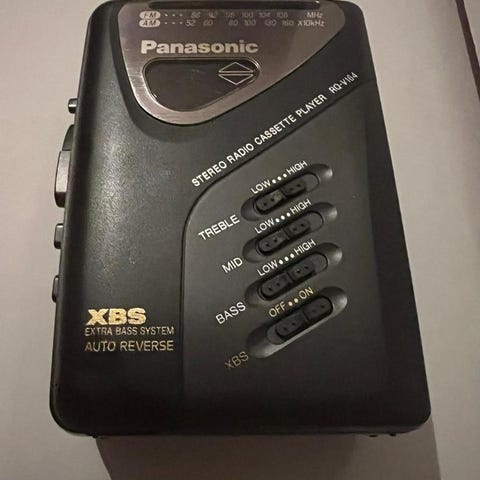 FM ••• 88 92 96 100 104 108 MHz
AM ••• 52 60 80 100 130 160 X10kHz
Panasonic
STEREO RADIO CASSETTE PLAYER RQ-V164
LOW•••HIGH
TREBLE
LOW•••HIGH
MID
LOW•••HIGH
BASS
OFF••ON
XBS
XBS
EXTRA BASS SYSTEM
AUTO REVERSE